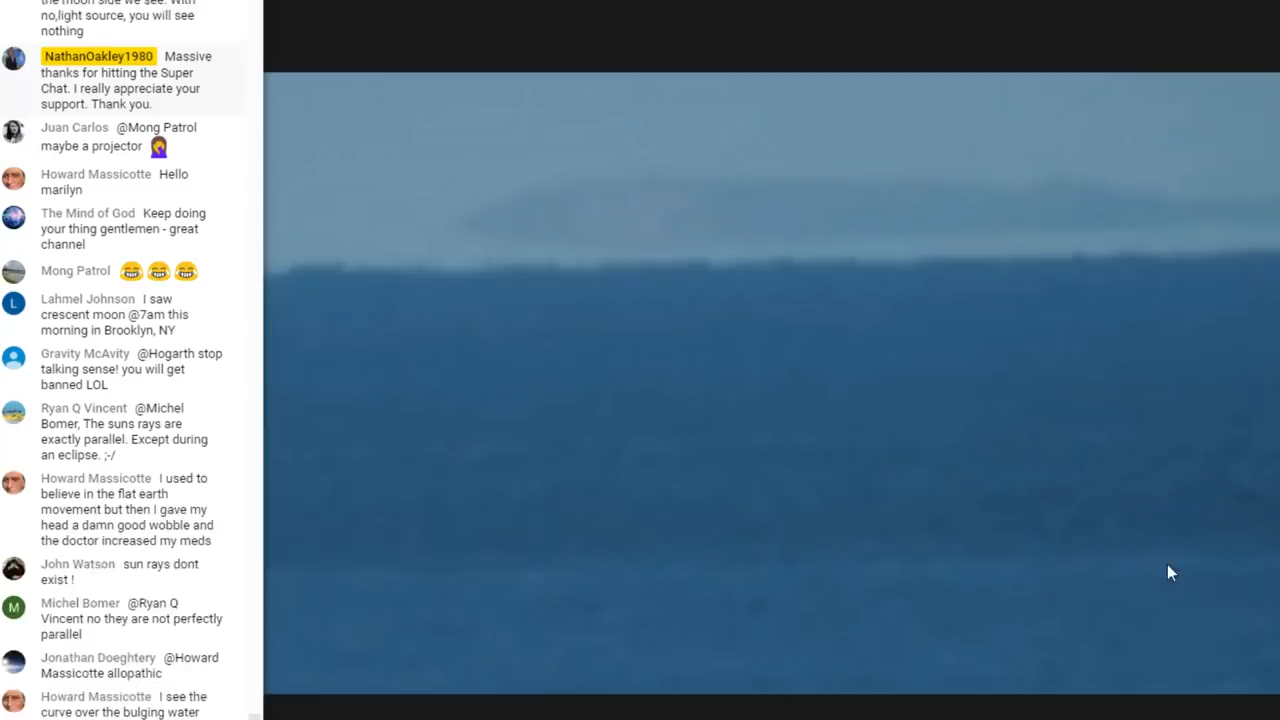 the moon side we see. With
no,light source, you will see
nothing
NathanOakley1980 Massive
thanks for hitting the Super
Chat. I really appreciate your
support. Thank you.
Juan Carlos @Mong Patrol
maybe a projector 🤦‍♀️
Howard Massicotte Hello
marilyn
The Mind of God Keep doing
your thing gentlemen - great
channel
Mong Patrol 😂 😂 😂
L
Lahmel Johnson I saw
crescent moon @7am this
morning in Brooklyn, NY
Gravity McAvity @Hogarth stop
talking sense! you will get
banned LOL
Ryan Q Vincent @Michel
Bomer, The suns rays are
exactly parallel. Except during
an eclipse. ;-/
Howard Massicotte I used to
believe in the flat earth
movement but then I gave my
head a damn good wobble and
the doctor increased my meds
John Watson sun rays dont
exist !
M
Michel Bomer @Ryan Q
Vincent no they are not perfectly
parallel
Jonathan Doeghtery @Howard
Massicotte allopathic
Howard Massicotte I see the
curve over the bulging water